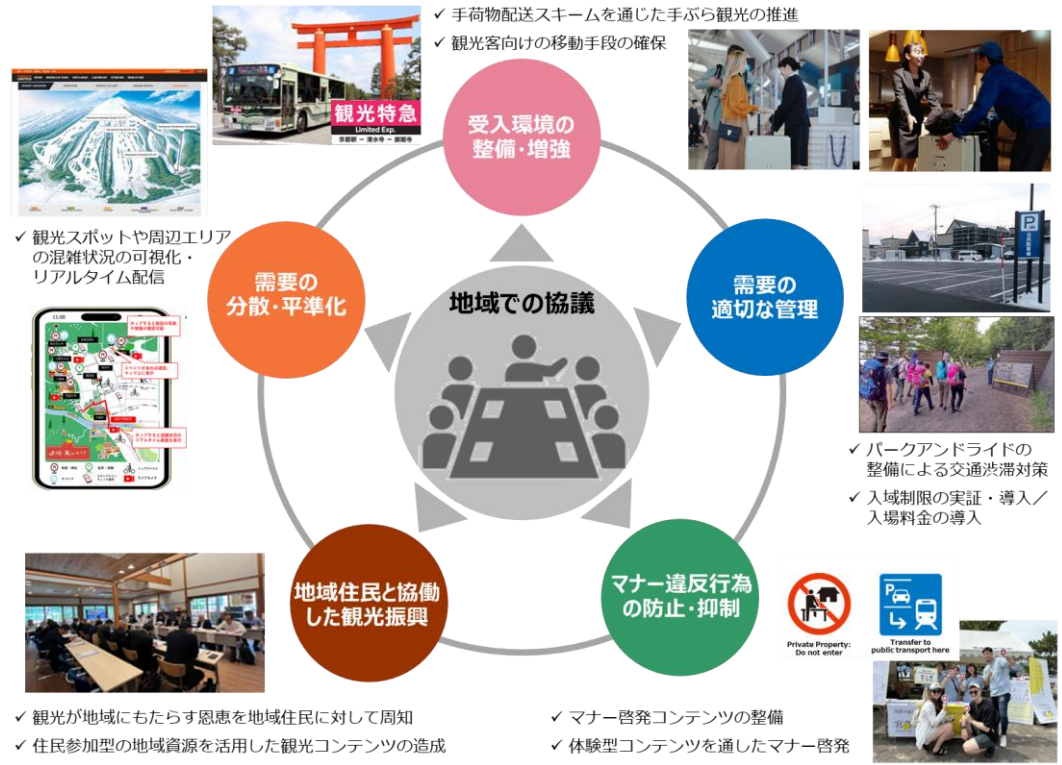 手荷物配送スキームを通じた手ぶら観光の推進
観光客向けの移動手段の確保
観光特急
Limited Exp.
京都駅 − 清水寺 − 銀閣寺
受入環境の
整備・増強
観光スポットや周辺エリア
の混雑状況の可視化・
リアルタイム配信
需要の
分散・平準化
地域での協議
需要の
適切な管理
11:00
パークアンドライドの
整備による交通渋滞対策
入域制限の実証・導入／
入場料金の導入
地域住民と協働
した観光振興
マナー違反行為
の防止・抑制
Private Property:
Do not enter
P
Transfer to
public transport here
観光が地域にもたらす恩恵を地域住民に対して周知
住民参加型の地域資源を活用した観光コンテンツの造成
マナー啓発コンテンツの整備
体験型コンテンツを通したマナー啓発